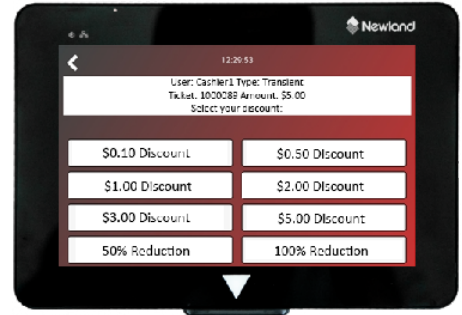 Newland
12:29:53
User: Cashier1 Type: Transient
Ticket: 1000089 Amount: $5.00
Select your discount:
$0.10 Discount
$0.50 Discount
$1.00 Discount
$2.00 Discount
$3.00 Discount
$5.00 Discount
50% Reduction
100% Reduction